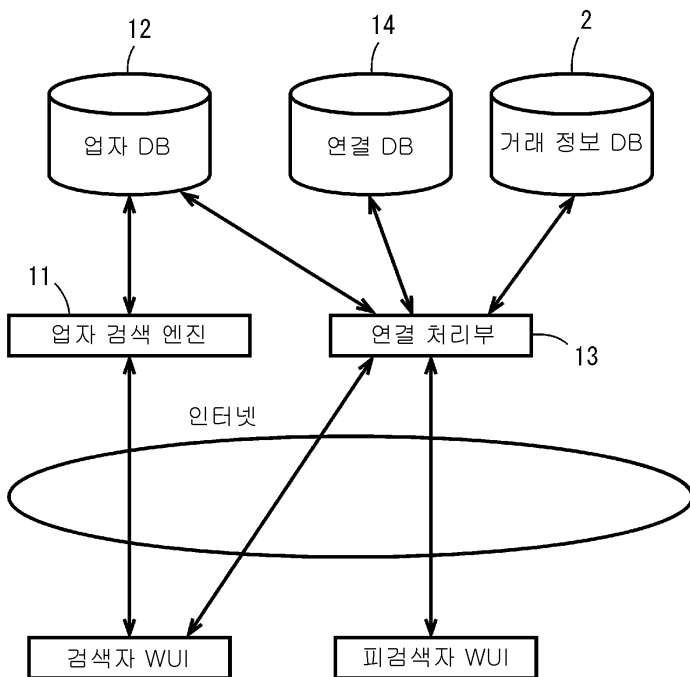 12
14
2
업자 DB
연결 DB
거래 정보 DB
11
업자 검색 엔진
연결 처리부
13
인터넷
검색자 WUI
피검색자 WUI